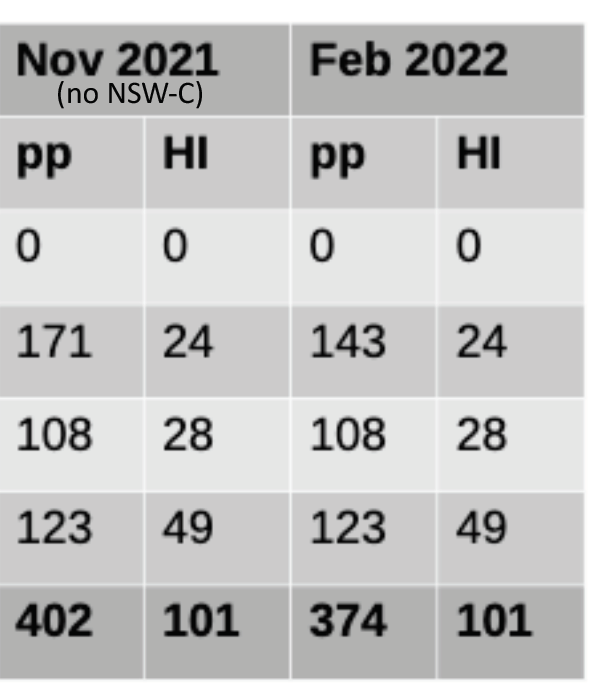 Nov 2021 Feb 2022
(no NSW-C)
pp HI pp HI
0 0 0 0
171 24 143 24
108 28 108 28
123 49 123 49
402 101 374 101